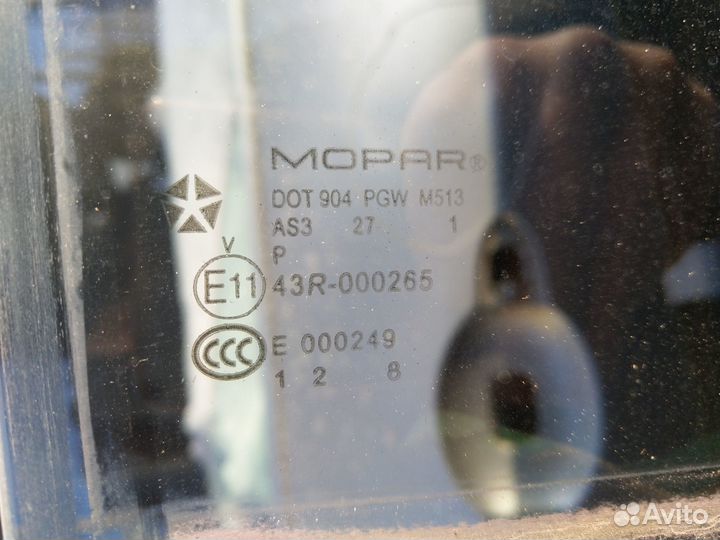 MOPAR®
DOT 904 PGW M513
AS3 27 1
P
V
E11 43R-000265
CCC E 000249
1 2 8
Avito